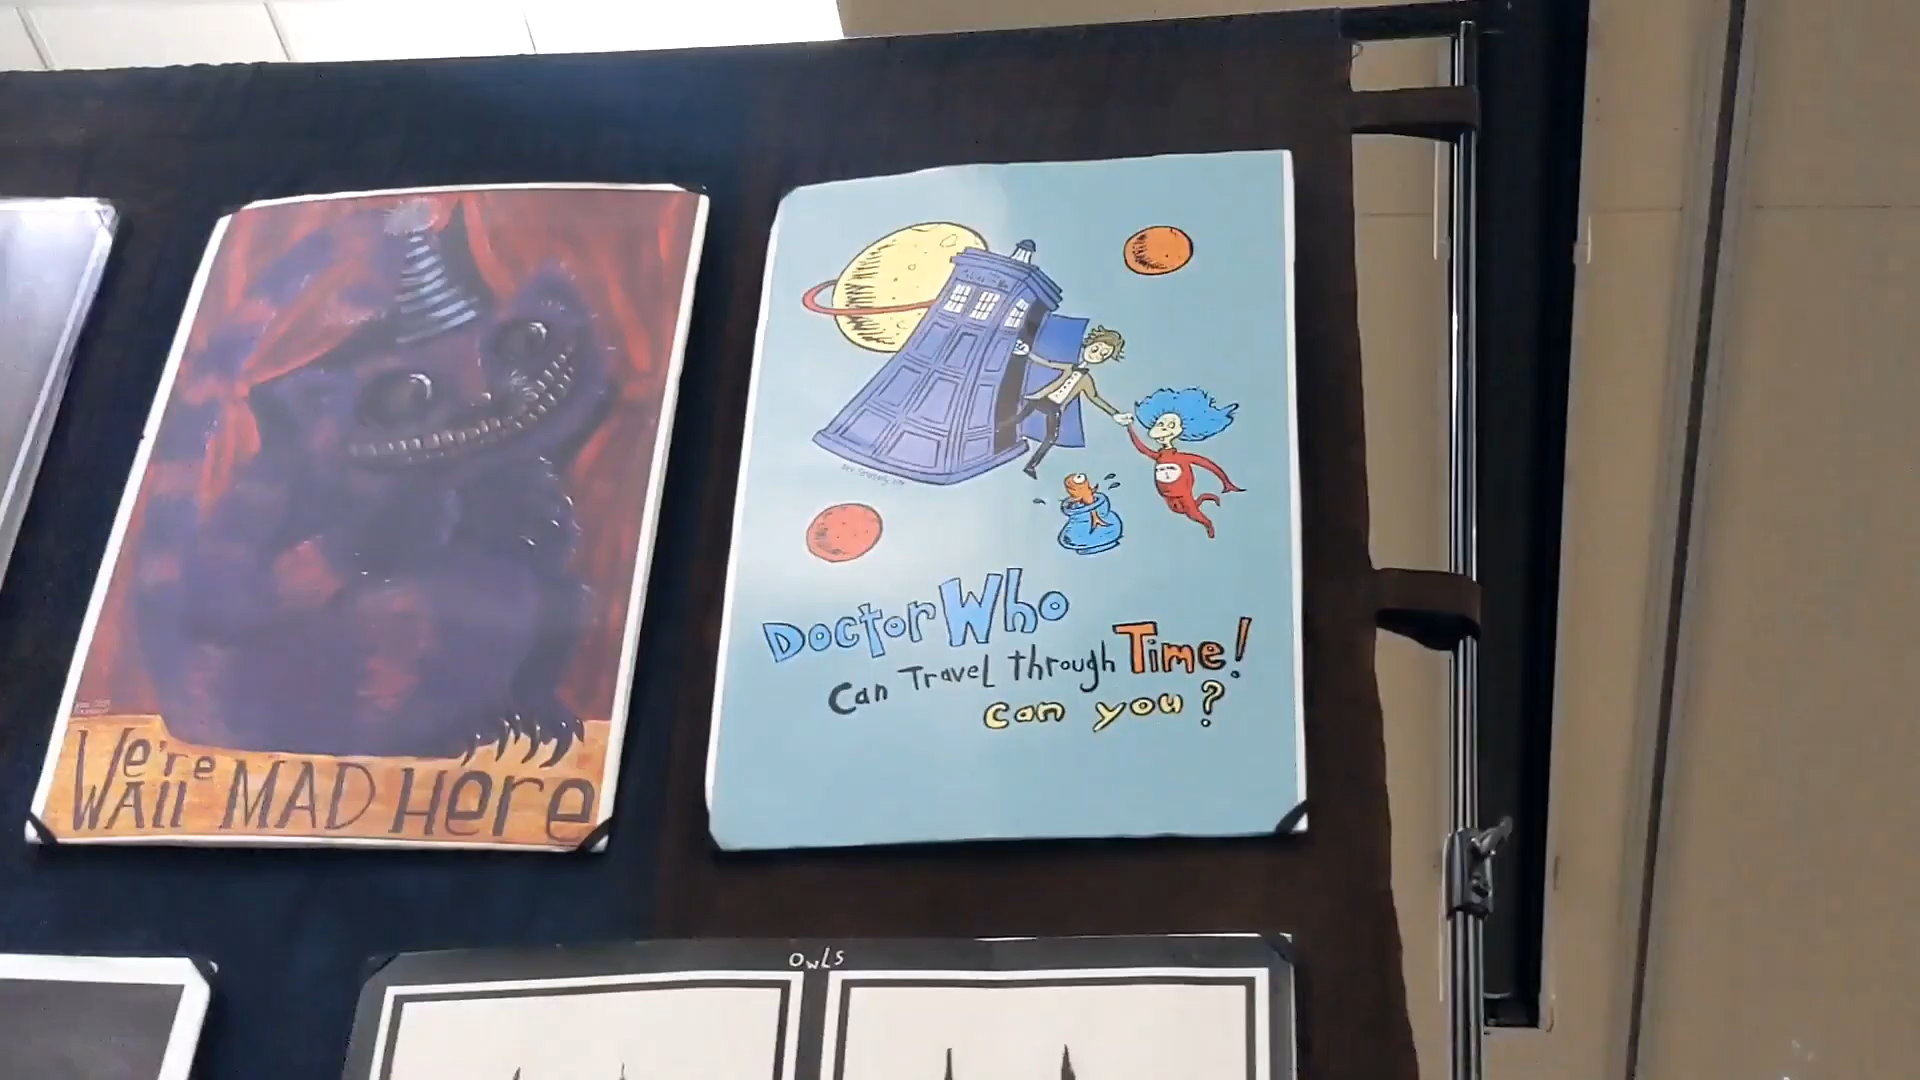 We're
All MAD Here
Doctor Who
Can Travel through Time!
Can you?
OwLS